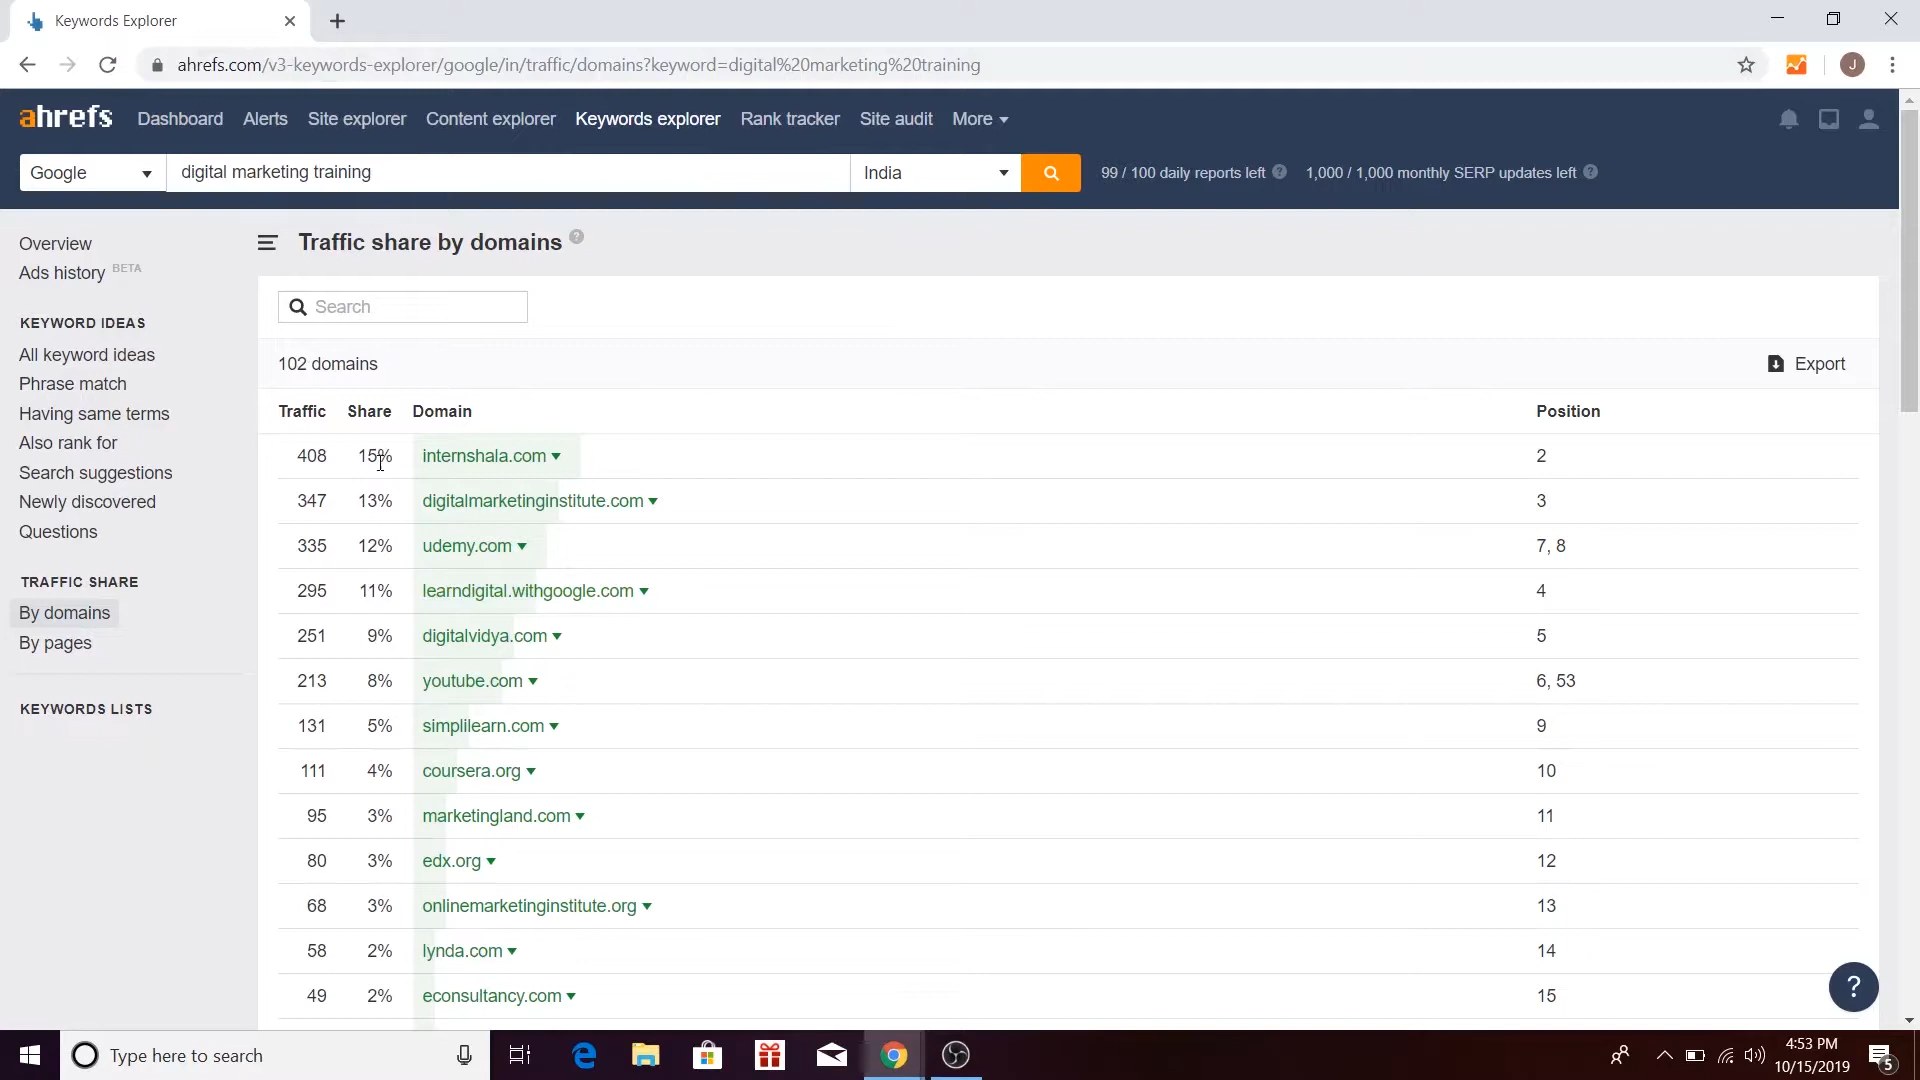 Keywords Explorer
ahrefs.com/v3-keywords-explorer/google/in/traffic/domains?keyword=digital%20marketing%20training
J
ahrefs Dashboard Alerts Site explorer Content explorer Keywords explorer Rank tracker Site audit More
Google digital marketing training India 99 / 100 daily reports left ? 1,000 / 1,000 monthly SERP updates left ?
Overview
Ads history BETA
KEYWORD IDEAS
All keyword ideas
Phrase match
Having same terms
Also rank for
Search suggestions
Newly discovered
Questions
TRAFFIC SHARE
By domains
By pages
KEYWORDS LISTS
Traffic share by domains ?
Search
102 domains Export
Traffic Share Domain Position
408 15% internshala.com 2
347 13% digitalmarketinginstitute.com 3
335 12% udemy.com 7, 8
295 11% learndigital.withgoogle.com 4
251 9% digitalvidya.com 5
213 8% youtube.com 6, 53
131 5% simplilearn.com 9
111 4% coursera.org 10
95 3% marketingland.com 11
80 3% edx.org 12
68 3% onlinemarketinginstitute.org 13
58 2% lynda.com 14
49 2% econsultancy.com 15
?
Type here to search
4:53 PM
10/15/2019
5